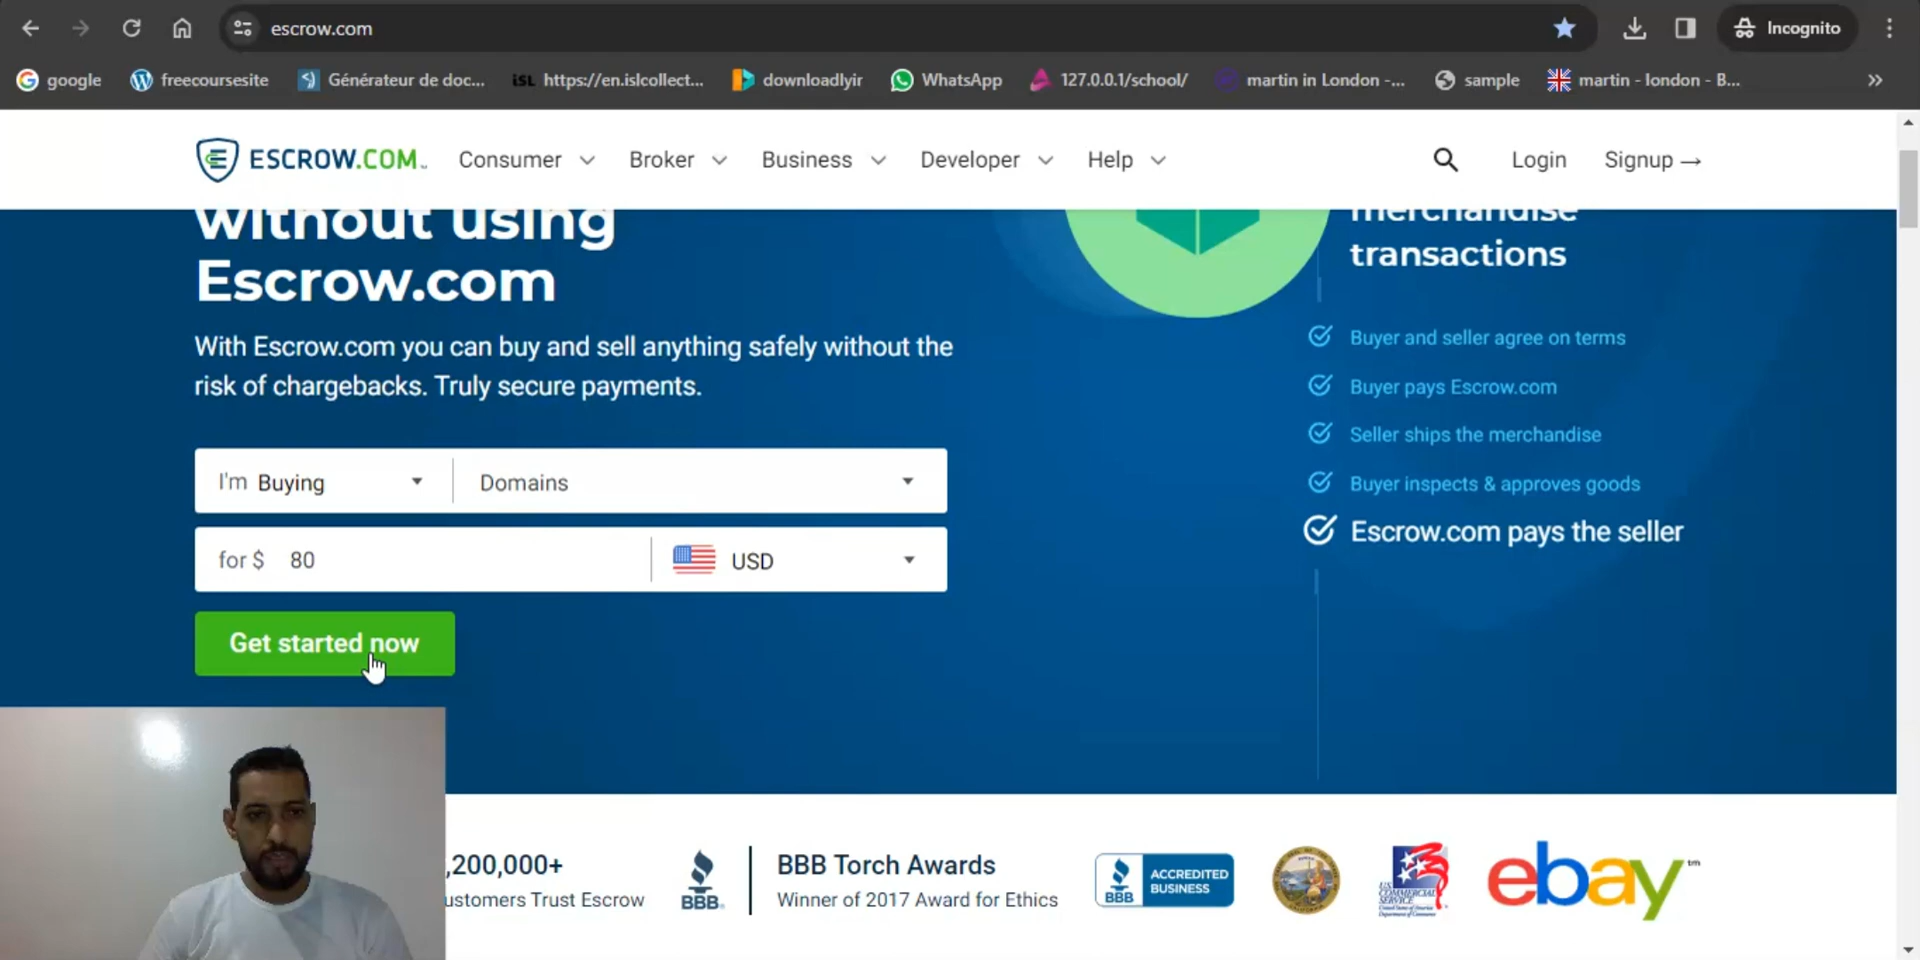 escrow.com
Incognito
google
freecoursesite
Générateur de doc...
iSL https://en.islcollect...
downloadlyir
WhatsApp
127.0.0.1/school/
martin in London -...
sample
martin - london - B...
ESCROW.COM
Consumer
Broker
Business
Developer
Help
Login
Signup →
without using
Escrow.com
With Escrow.com you can buy and sell anything safely without the
risk of chargebacks. Truly secure payments.
I'm Buying
Domains
for $ 80
USD
Get started now
merchandise
transactions
Buyer and seller agree on terms
Buyer pays Escrow.com
Seller ships the merchandise
Buyer inspects & approves goods
Escrow.com pays the seller
,200,000+
ustomers Trust Escrow
BBB.
BBB Torch Awards
Winner of 2017 Award for Ethics
BBB
ACCREDITED
BUSINESS
ebay™